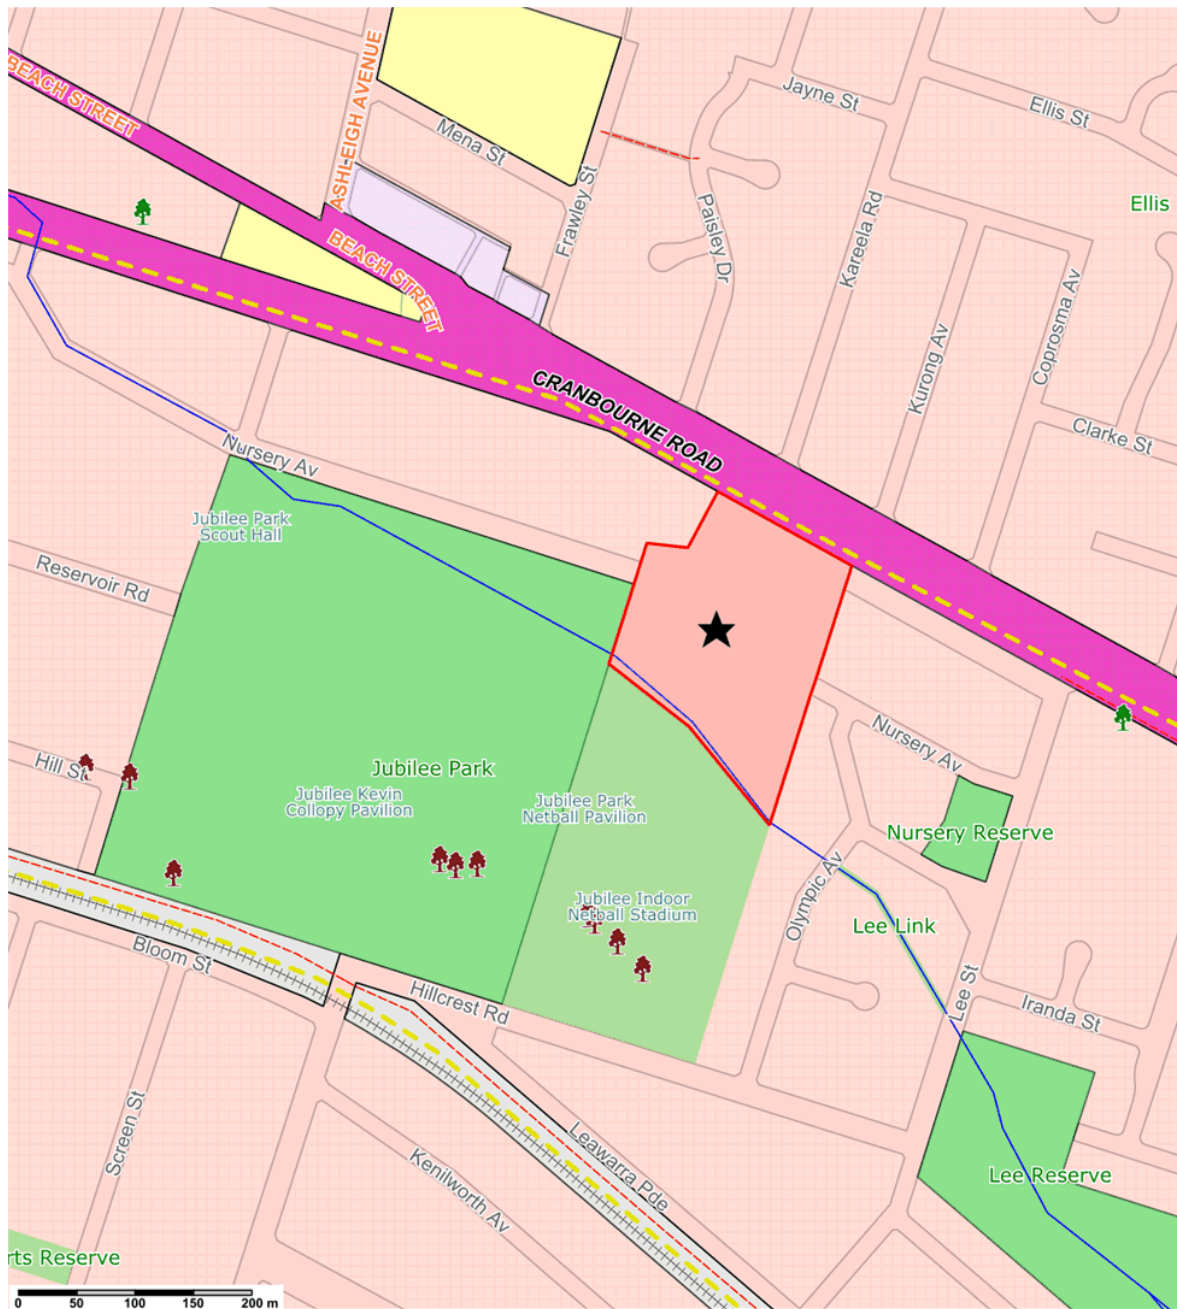 BEACH STREET
ASHLEIGH AVENUE
Mena St
Jayne St
Ellis St
Frawley St
Paisley Dr
Kareela Rd
Ellis
BEACH STREET
Kurong Av
Coprosma Av
CRANBOURNE ROAD
Clarke St
Nursery Av
Jubilee Park
Scout Hall
Reservoir Rd
Hill St
Jubilee Park
Jubilee Kevin
Collopy Pavilion
Jubilee Park
Netball Pavilion
Nursery Av
Nursery Reserve
Jubilee Indoor
Netball Stadium
Olympic Av
Lee Link
Bloom St
Hillcrest Rd
Lee St
Iranda St
Screen St
Leawarra Pde
Kenilworth Av
Lee Reserve
rts Reserve
0 50 100 150 200 m